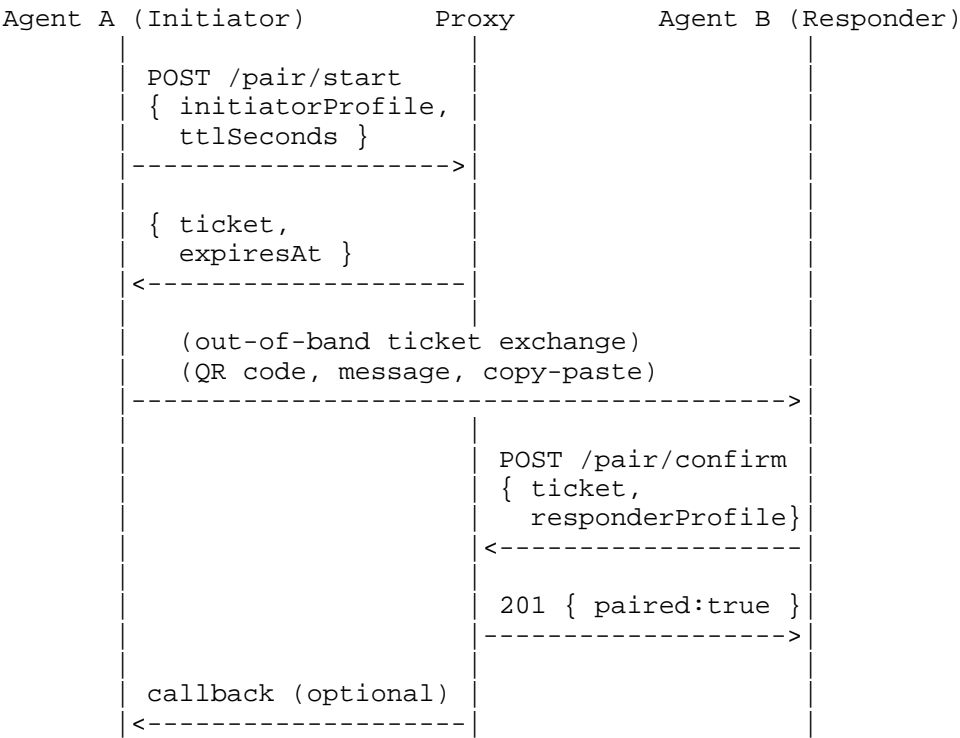 Agent A (Initiator) Proxy Agent B (Responder)
POST /pair/start
{ initiatorProfile,
ttlSeconds }
{ ticket,
expiresAt }
(out-of-band ticket exchange)
(QR code, message, copy-paste)
POST /pair/confirm
{ ticket,
responderProfile}
201 { paired:true }
callback (optional)